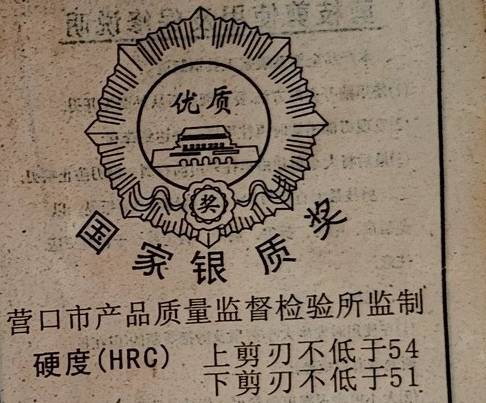 优质
奖
国家银质奖
营口市产品质量监督检验所监制
硬度(HRC) 上剪刃不低于54
下剪刃不低于51